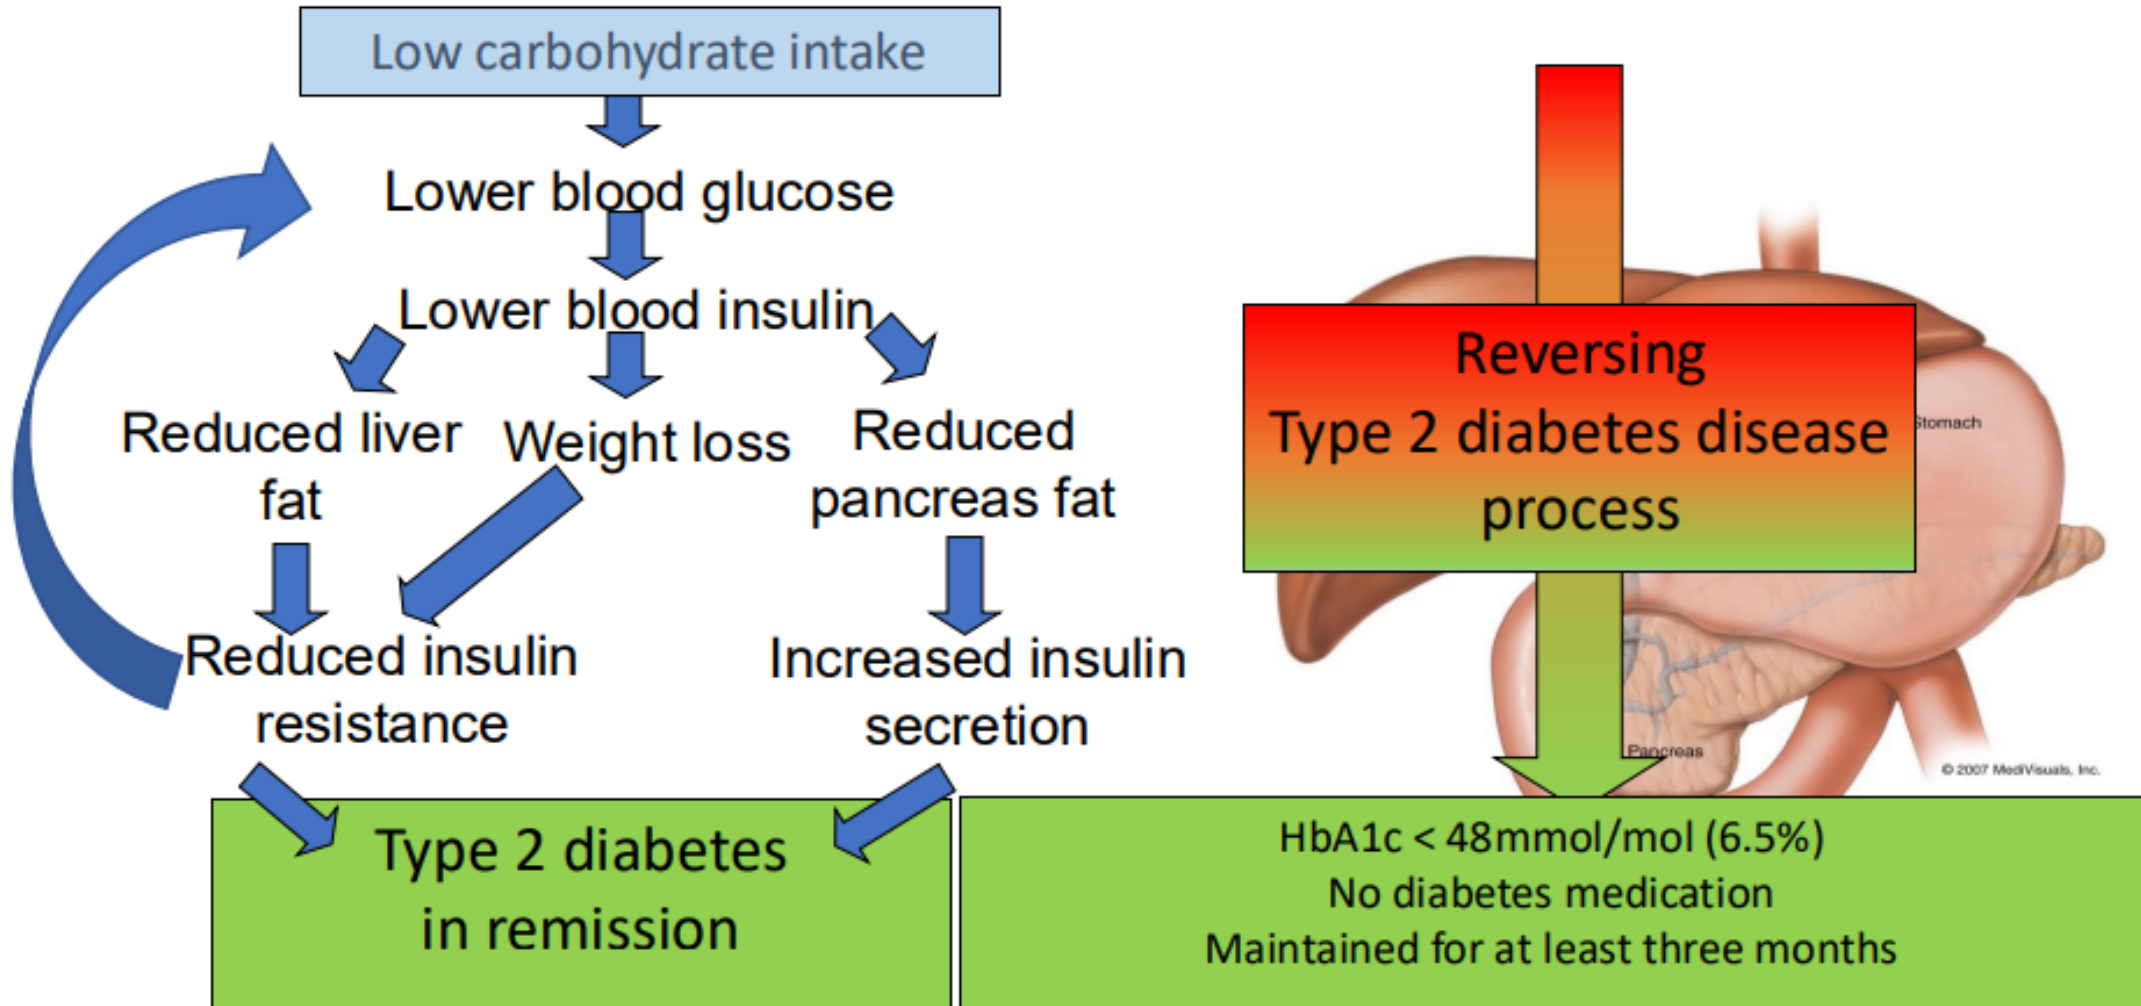 Low carbohydrate intake
Lower blood glucose
Lower blood insulin
Reduced liver
fat
Weight loss
Reduced
pancreas fat
Reduced insulin
resistance
Increased insulin
secretion
Type 2 diabetes
in remission
Reversing
Type 2 diabetes disease
process
Stomach
Pancreas
© 2007 MediVisuals, Inc.
HbA1c < 48mmol/mol (6.5%)
No diabetes medication
Maintained for at least three months